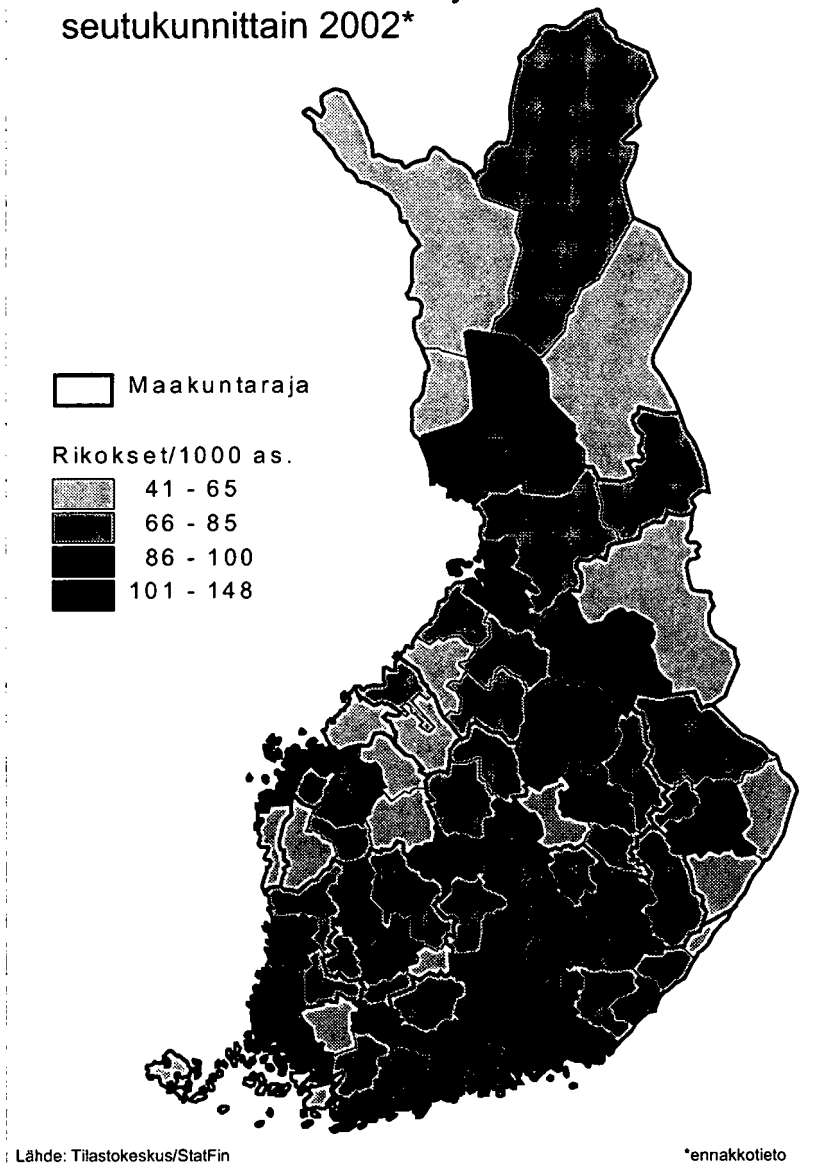 seutukunnittain 2002*
Maakuntaraja
Rikokset/1000 as.
41 - 65
66 - 85
86 - 100
101 - 148
Lähde: Tilastokeskus/StatFin
*ennakkotieto